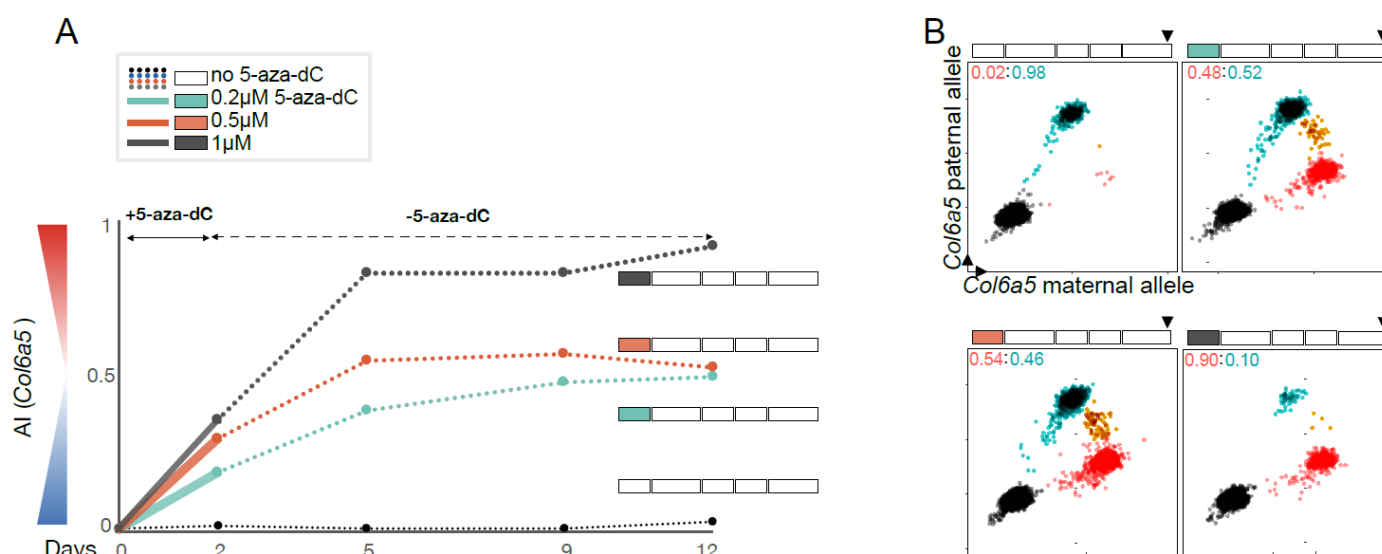 A
no 5-aza-dC
0.2µM 5-aza-dC
0.5µM
1µM
+5-aza-dC
-5-aza-dC
1
0.5
0
AI (Col6a5)
Days
0
2
5
9
12
B
0.02:0.98
0.48:0.52
Col6a5 paternal allele
Col6a5 maternal allele
0.54:0.46
0.90:0.10